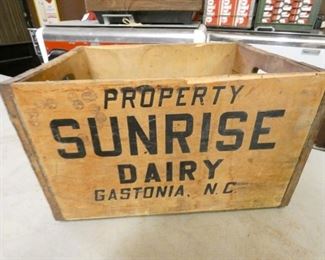 PROPERTY
SUNRISE
DAIRY
GASTONIA, N.C.